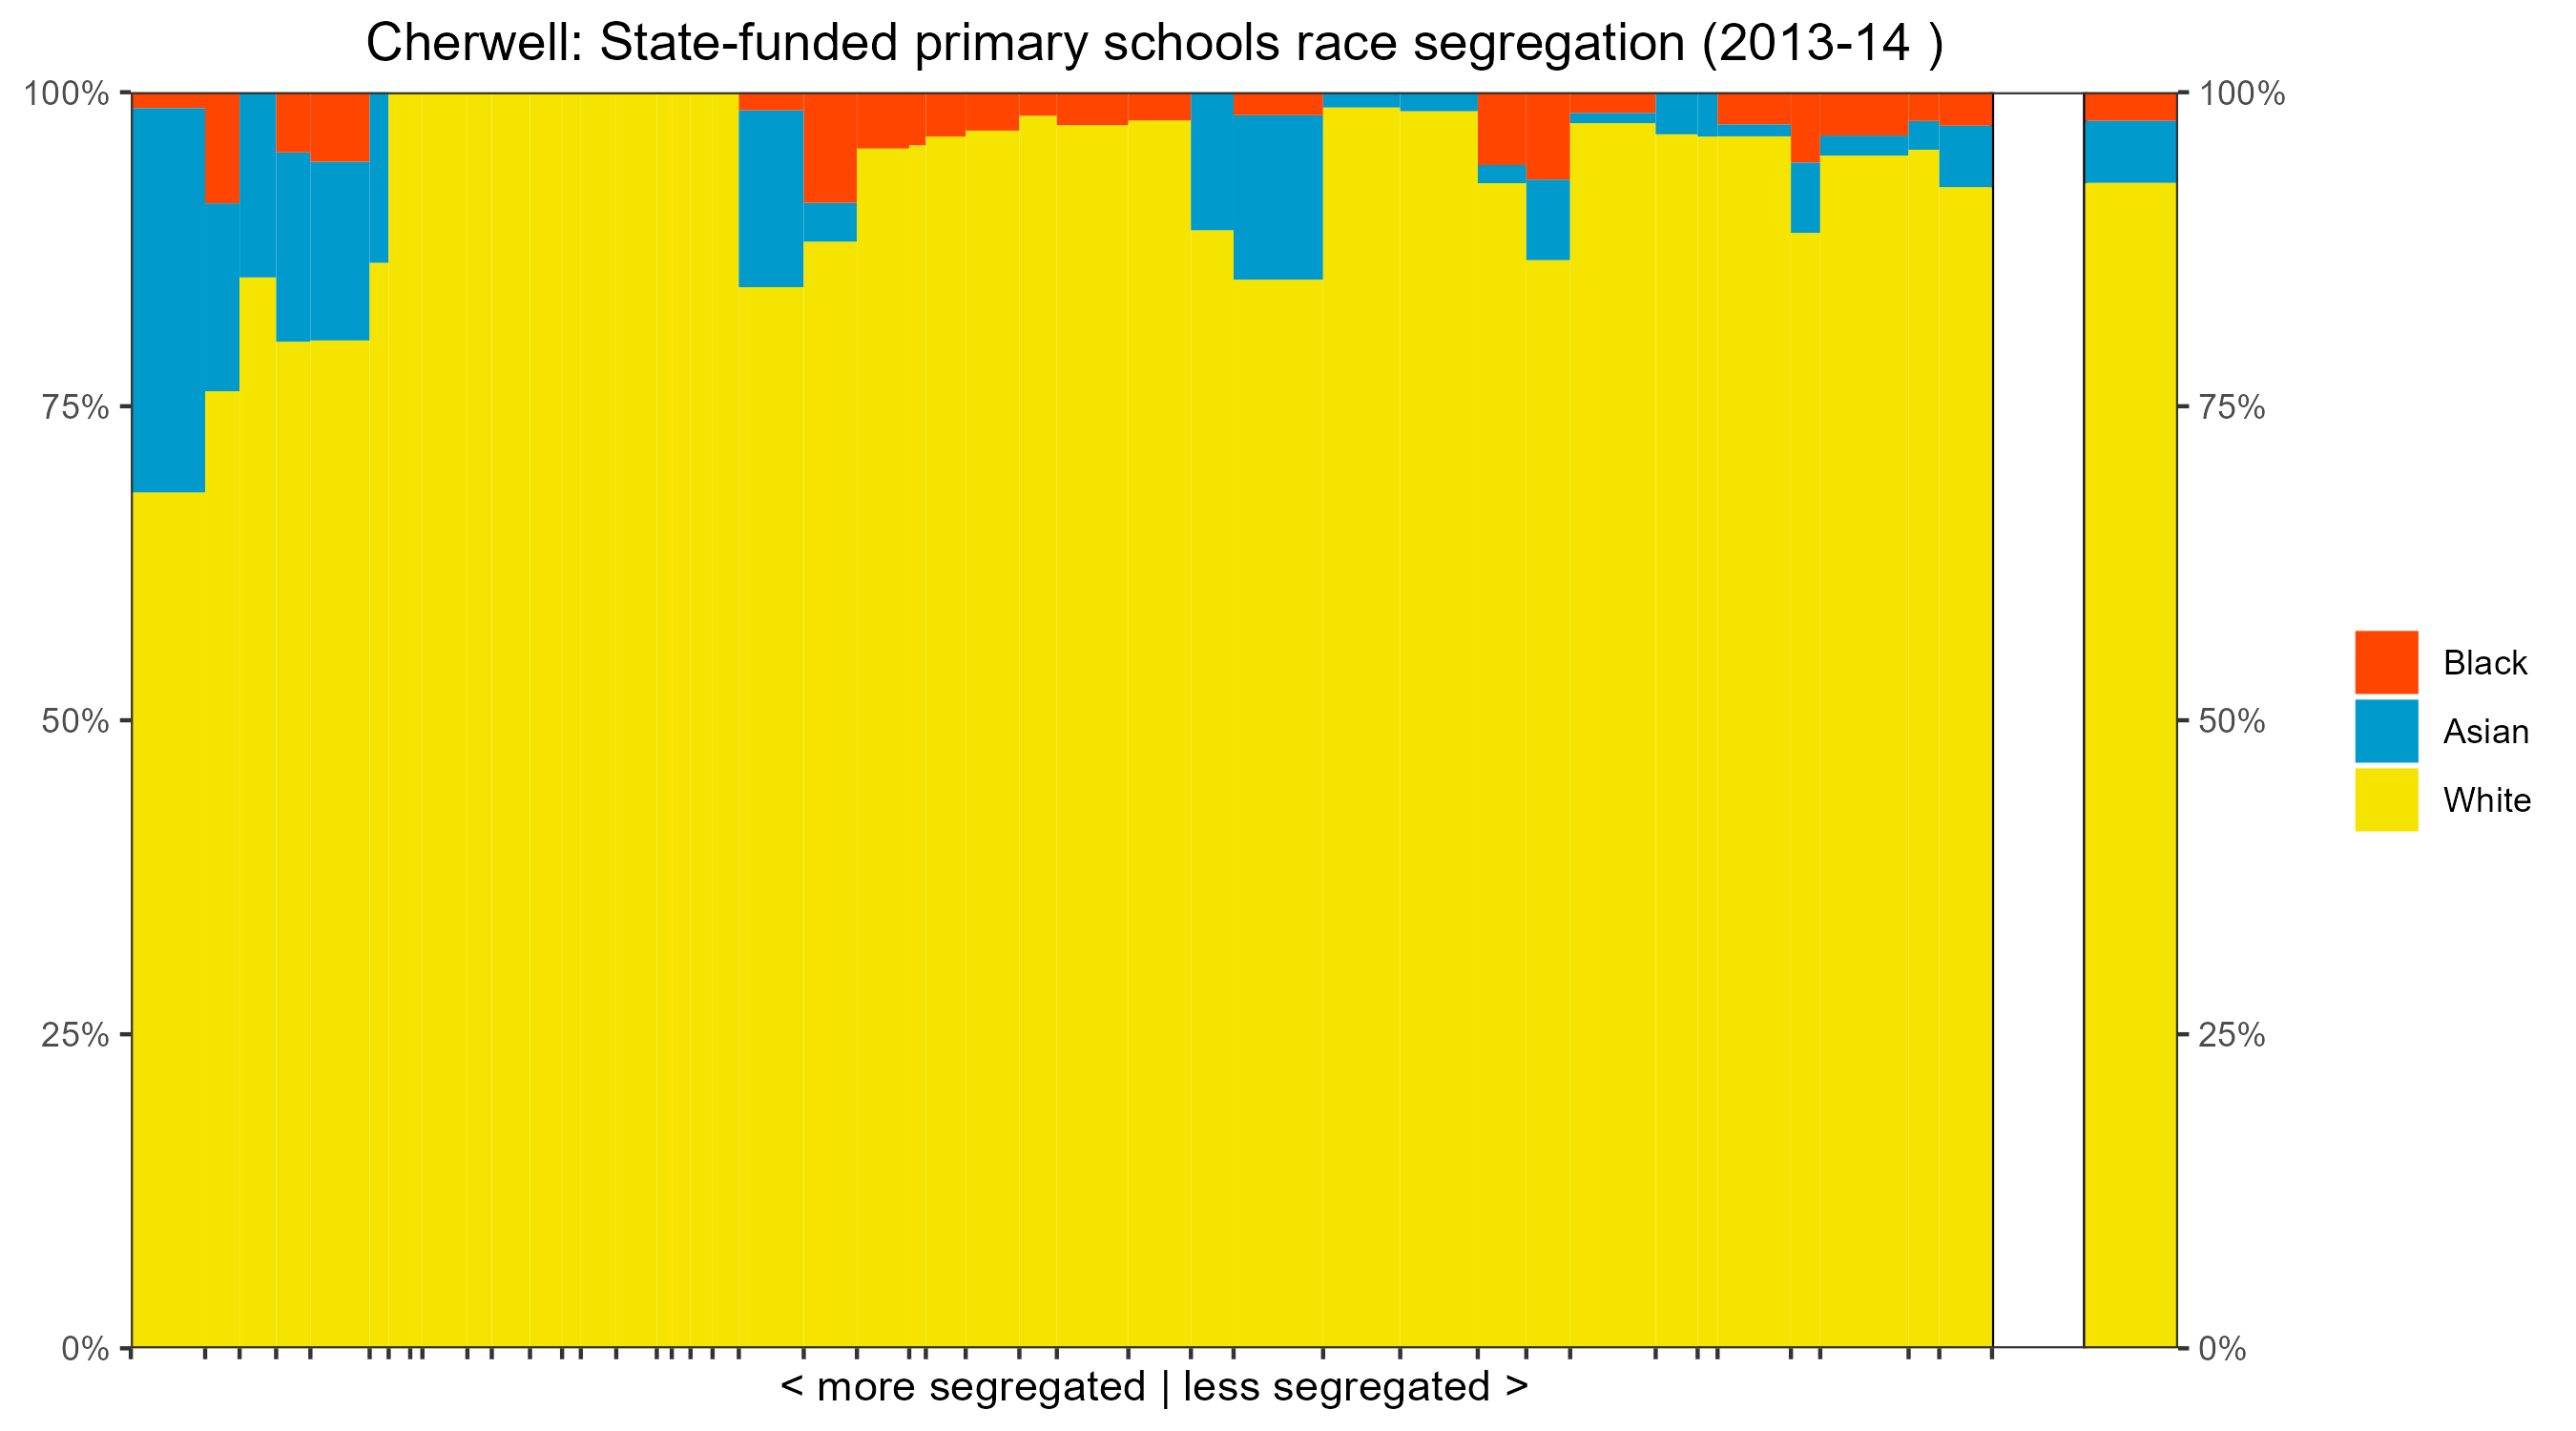 Cherwell: State-funded primary schools race segregation (2013-14 )
100%
75%
50%
25%
0%
100%
75%
50%
25%
0%
Black
Asian
White
< more segregated | less segregated >